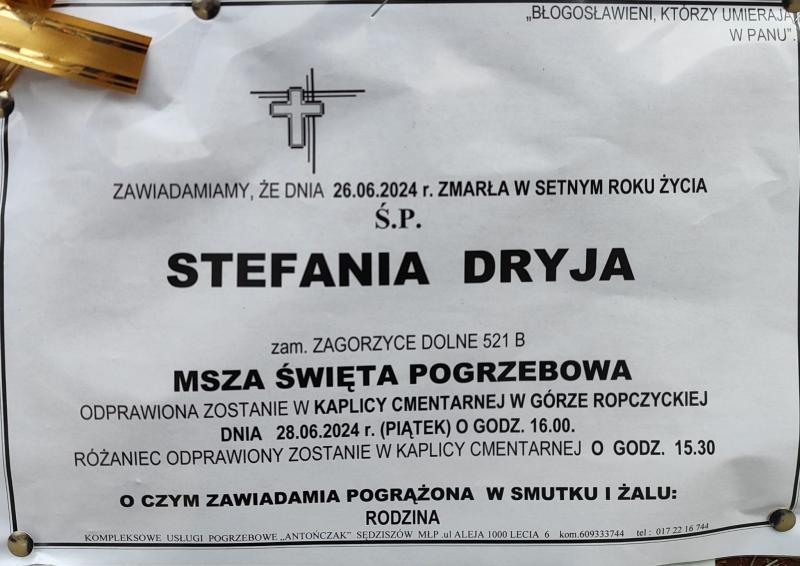 „BŁOGOSŁAWIENI, KTÓRZY UMIERAJĄ
W PANU”.
ZAWIADAMIAMY, ŻE DNIA 26.06.2024 r. ZMARŁA W SETNYM ROKU ŻYCIA
Ś.P.
STEFANIA DRYJA
zam. ZAGORZYCE DOLNE 521 B
MSZA ŚWIĘTA POGRZEBOWA
ODPRAWIONA ZOSTANIE W KAPLICY CMENTARNEJ W GÓRZE ROPCZYCKIEJ
DNIA 28.06.2024 r. (PIĄTEK) O GODZ. 16.00.
RÓŻANIEC ODPRAWIONY ZOSTANIE W KAPLICY CMENTARNEJ O GODZ. 15.30
O CZYM ZAWIADAMIA POGRĄŻONA W SMUTKU I ŻALU:
RODZINA
KOMPLEKSOWE USŁUGI POGRZEBOWE „ANTOŃCZAK” SĘDZISZÓW MŁP .ul ALEJA 1000 LECIA 6 kom.609333744 tel : 017 22 16 744